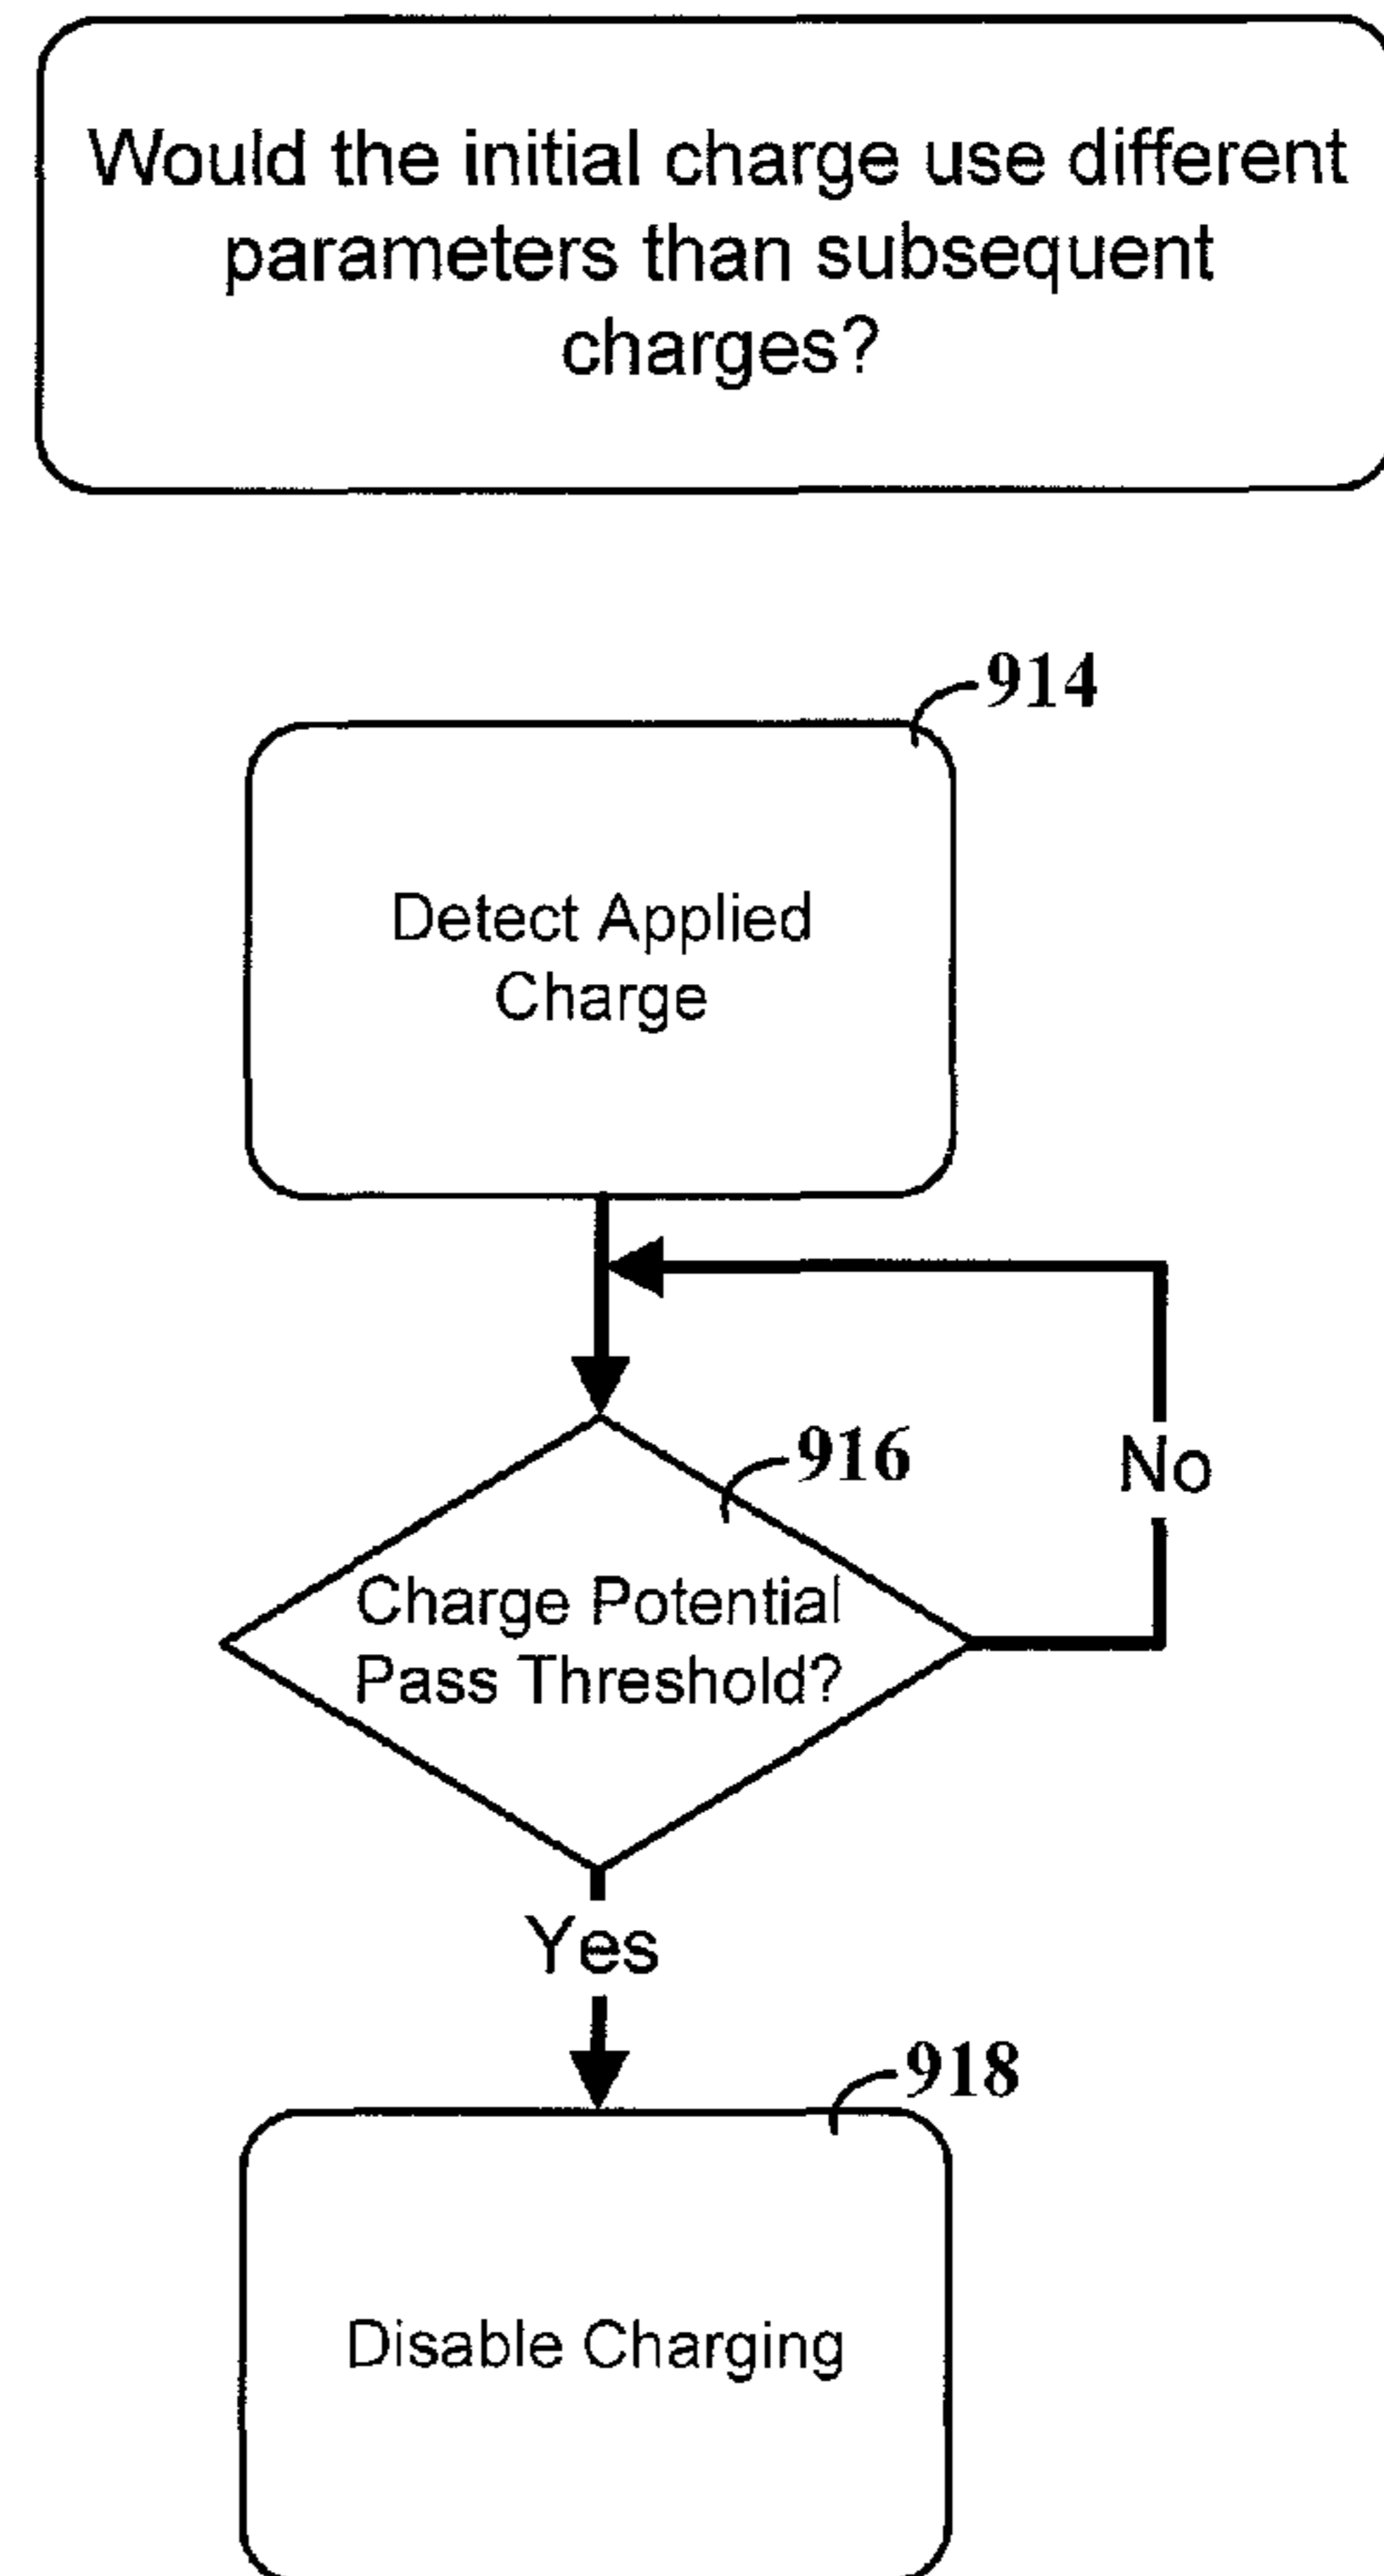 Would the initial charge use different
parameters than subsequent
charges?
914
Detect Applied
Charge
916
No
Charge Potential
Pass Threshold?
Yes
918
Disable Charging